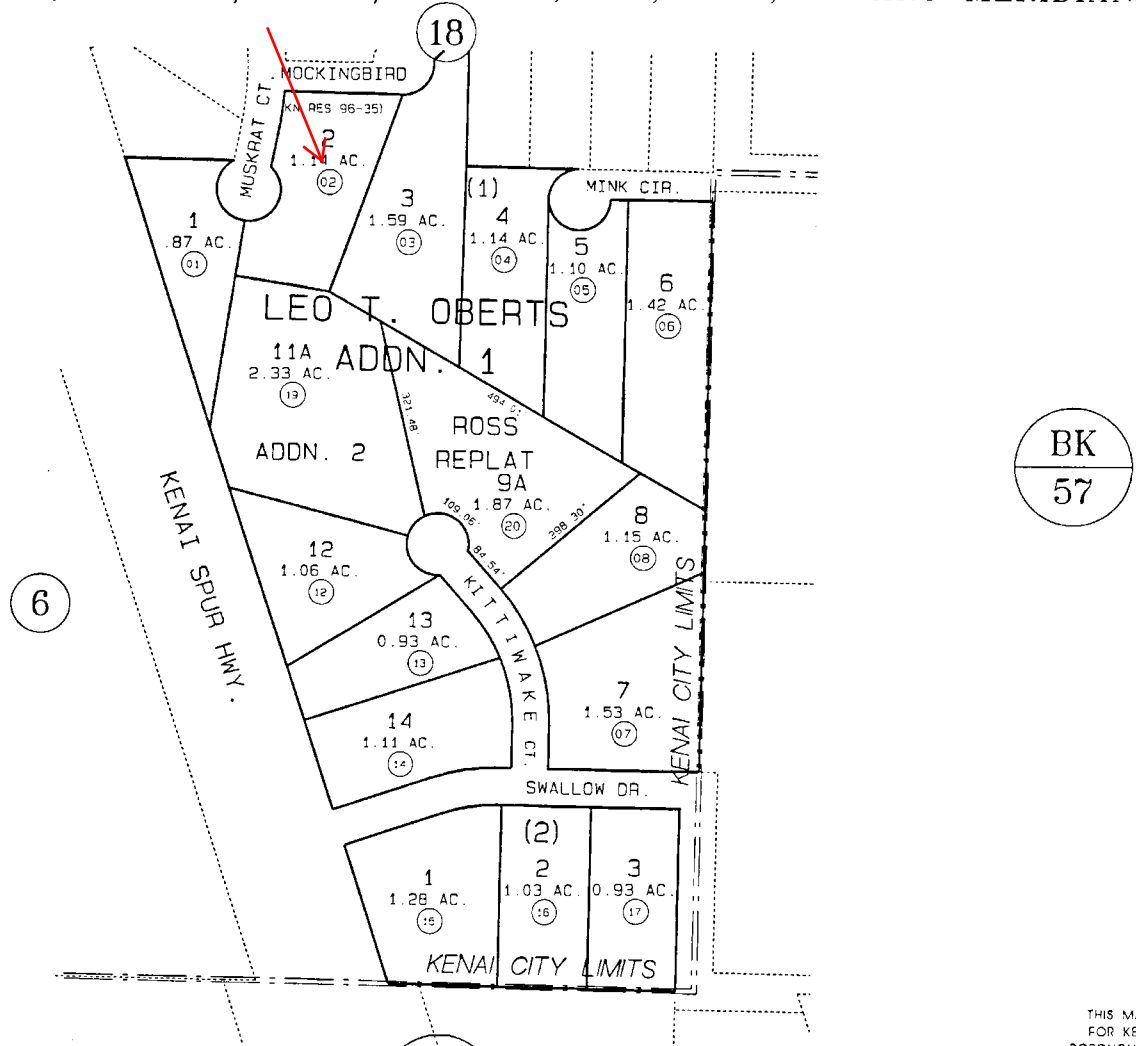 MERIDIAN
18
MOCKINGBIRD
MUSKRAT CT.
KN RES 96-35)
2
1.14 AC.
02
1
.87 AC.
01
3
1.59 AC.
03
(1)
4
1.14 AC.
04
MINK CIR.
5
1.10 AC.
05
6
1.42 AC.
06
LEO T. OBERTS
ADDN. 1
11A
2.33 AC.
19
ADDN. 2
321.48'
494.01
ROSS
REPLAT
9A
1.87 AC.
20
109.06'
84.54'
298.30'
8
1.15 AC.
08
BK
57
6
KENAI SPUR HWY.
12
1.06 AC.
12
13
0.93 AC.
13
KITTIWAKE CT.
14
1.11 AC.
14
7
1.53 AC.
07
KENAI CITY LIMITS
SWALLOW DR.
(2)
1
1.28 AC.
15
2
1.03 AC.
16
3
0.93 AC.
17
KENAI CITY LIMITS
THIS
FOR